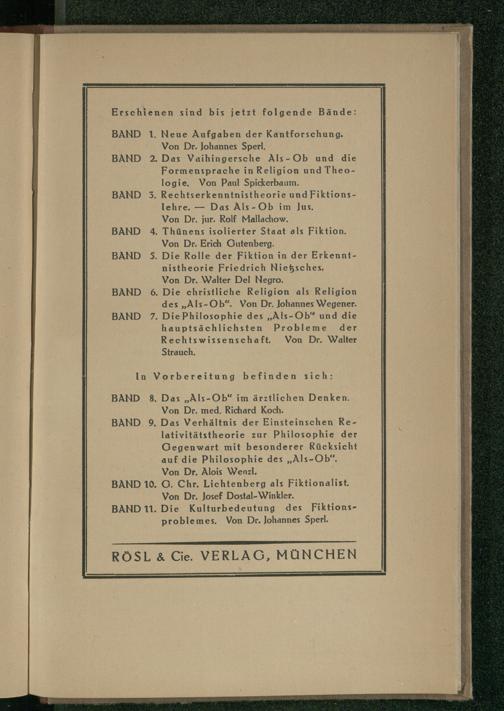 Erschienen sind bis jetzt folgende Bände:
BAND 1. Neue Aufgaben der Kantforschung.
Von Dr. Johannes Sperl.
BAND 2. Das Vaihingersche Als-Ob und die
Formensprache in Religion und Theo-
logie. Von Paul Spickerbaum.
BAND 3. Rechtserkenntnistheorie und Fiktions-
lehre. — Das Als-Ob im Jus.
Von Dr. jur. Rolf Mallachow.
BAND 4. Thünens isolierter Staat als Fiktion.
Von Dr. Erich Gutenberg.
BAND 5. Die Rolle der Fiktion in der Erkennt-
nistheorie Friedrich Nietzsches.
Von Dr. Walter Del Negro.
BAND 6. Die christliche Religion als Religion
des „Als-Ob“. Von Dr. Johannes Wegener.
BAND 7. Die Philosophie des „Als-Ob“ und die
hauptsächlichsten Probleme der
Rechtswissenschaft. Von Dr. Walter
Strauch.
In Vorbereitung befinden sich:
BAND 8. Das „Als-Ob“ im ärztlichen Denken.
Von Dr. med. Richard Koch.
BAND 9. Das Verhältnis der Einsteinschen Re-
lativitätstheorie zur Philosophie der
Gegenwart mit besonderer Rücksicht
auf die Philosophie des „Als-Ob“.
Von Dr. Alois Wenzl.
BAND 10. G. Chr. Lichtenberg als Fiktionalist.
Von Dr. Josef Dostal-Winkler.
BAND 11. Die Kulturbedeutung des Fiktions-
problemes. Von Dr. Johannes Sperl.
RÖSL & Cie. VERLAG, MÜNCHEN